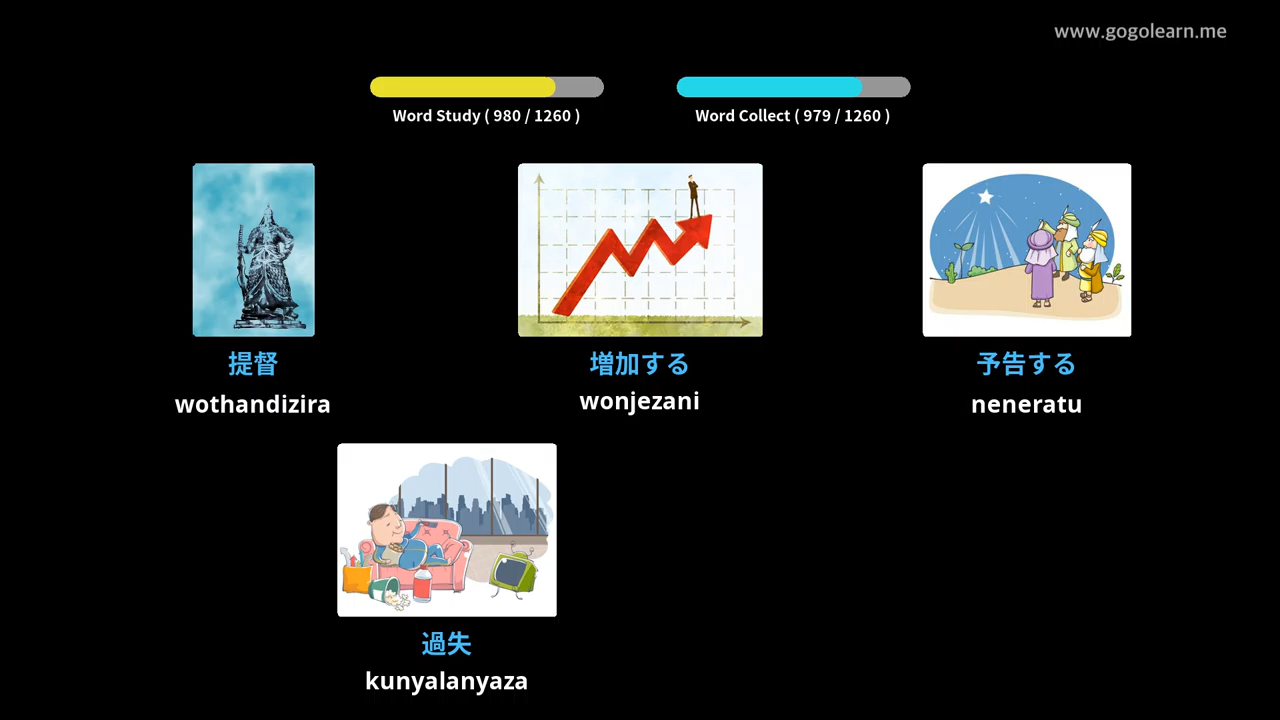 www.gogolearn.me
Word Study ( 980 / 1260 )
Word Collect ( 979 / 1260 )
提督
wothandizira
増加する
wonjezani
予告する
neneratu
過失
kunyalanyaza